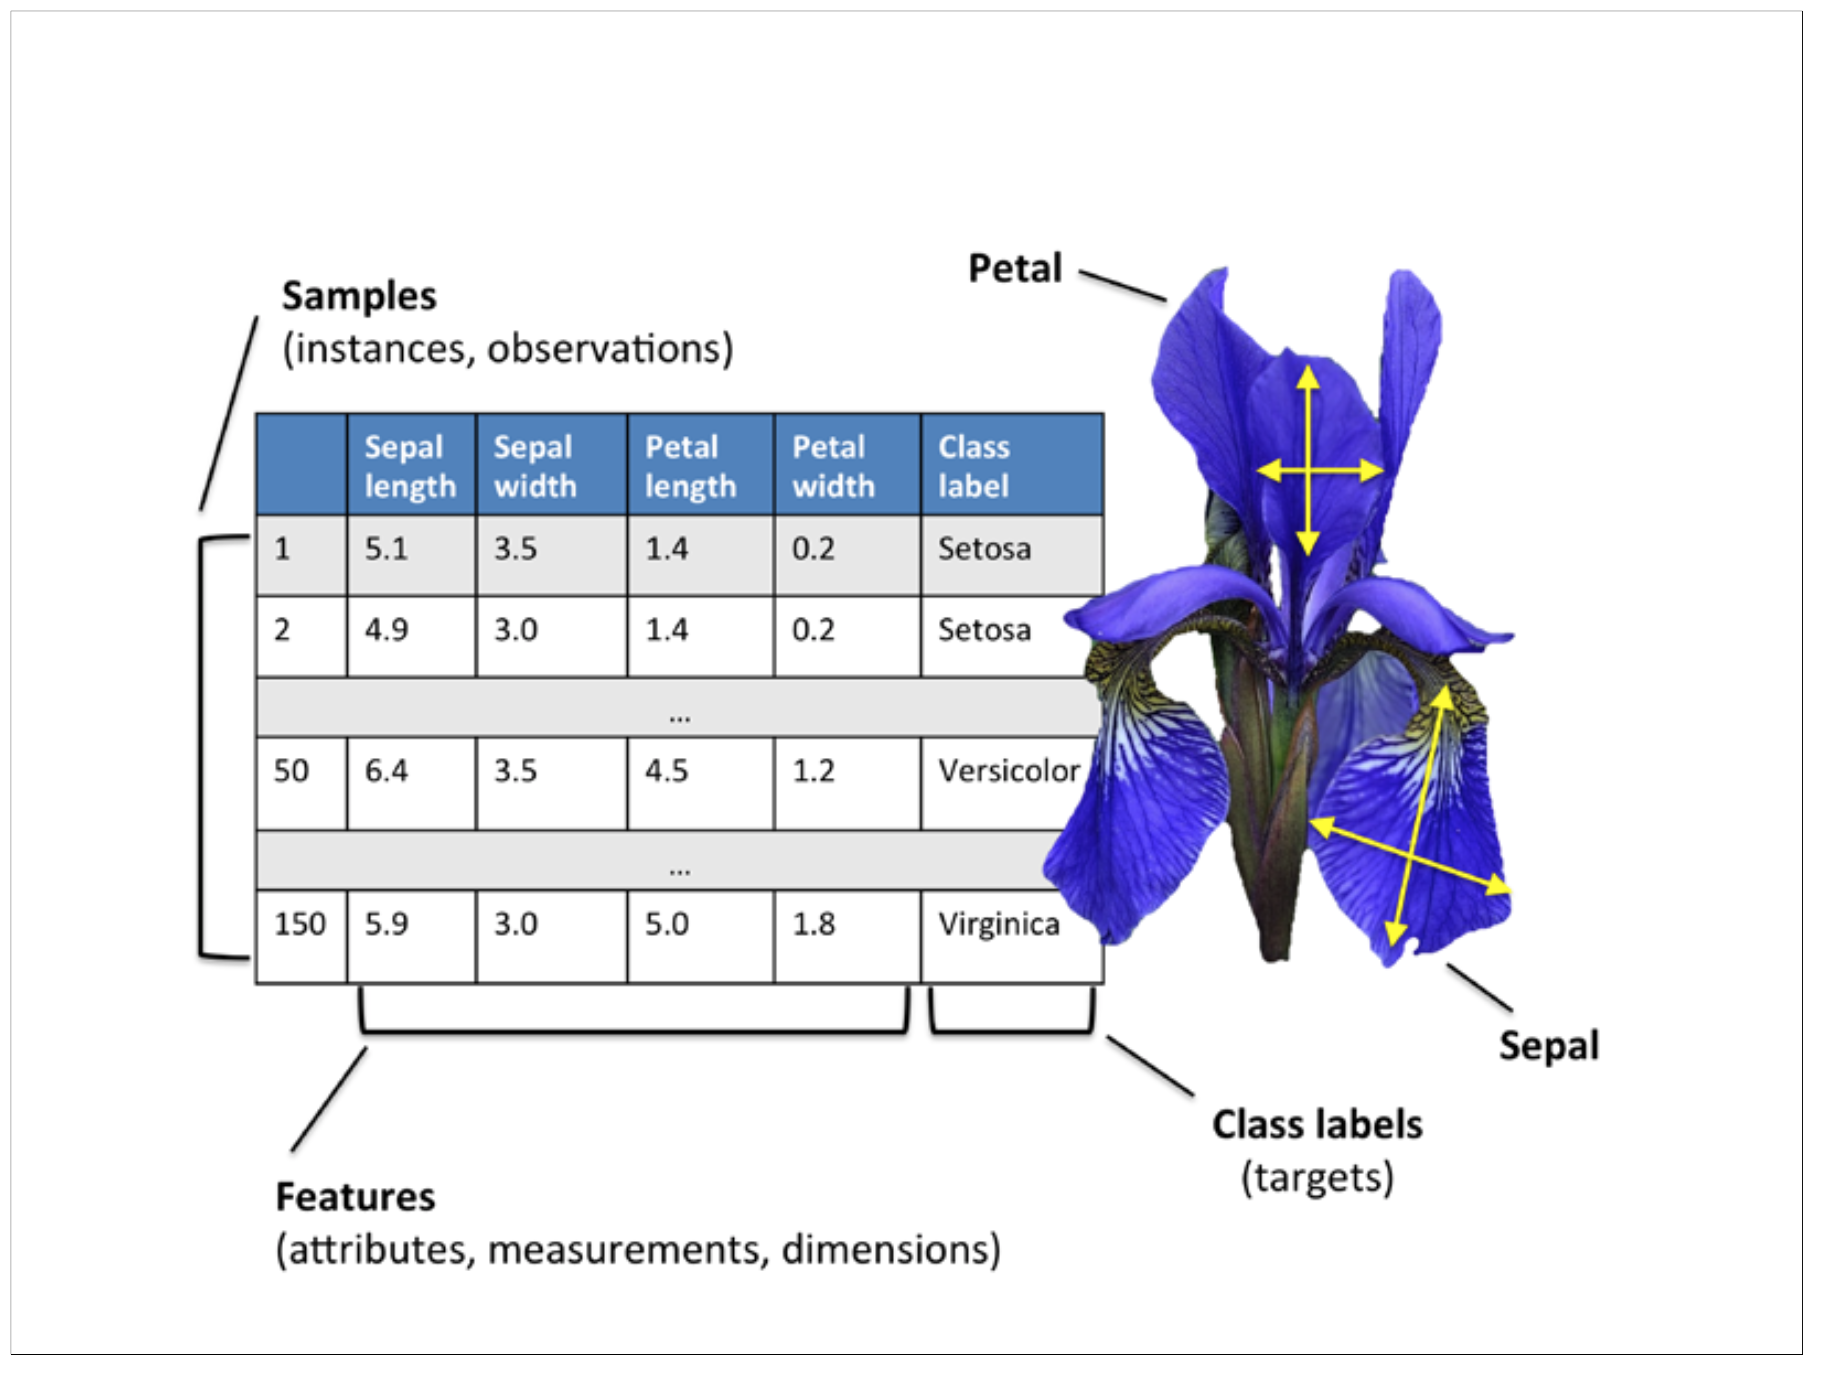 Petal
Samples
(instances, observations)
Sepal length Sepal width Petal length Petal width Class label
1 5.1 3.5 1.4 0.2 Setosa
2 4.9 3.0 1.4 0.2 Setosa
...
50 6.4 3.5 4.5 1.2 Versicolor
...
150 5.9 3.0 5.0 1.8 Virginica
Sepal
Class labels
(targets)
Features
(attributes, measurements, dimensions)